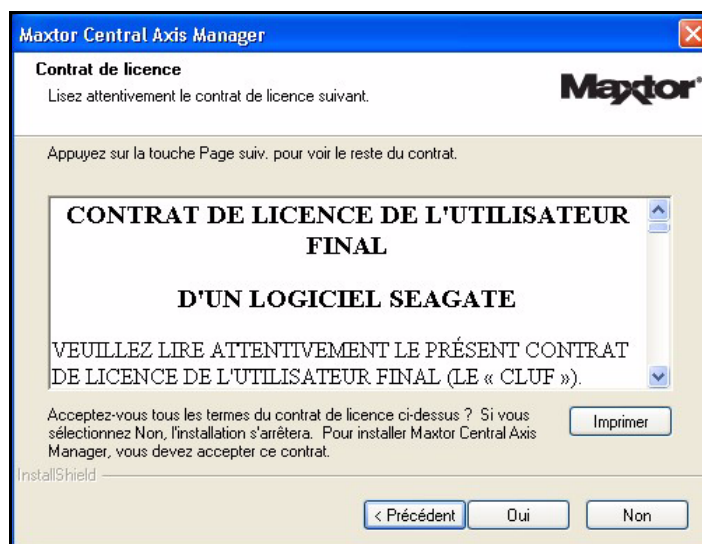 Maxtor Central Axis Manager
Contrat de licence
Lisez attentivement le contrat de licence suivant.
Maxtor®
Appuyez sur la touche Page suiv. pour voir le reste du contrat.
CONTRAT DE LICENCE DE L'UTILISATEUR
FINAL
D'UN LOGICIEL SEAGATE
VEUILLEZ LIRE ATTENTIVEMENT LE PRÉSENT CONTRAT
DE LICENCE DE L'UTILISATEUR FINAL (LE « CLUF »).
Acceptez-vous tous les termes du contrat de licence ci-dessus ? Si vous
sélectionnez Non, l'installation s'arrêtera. Pour installer Maxtor Central Axis
Manager, vous devez accepter ce contrat.
Imprimer
InstallShield
< Précédent
Oui
Non